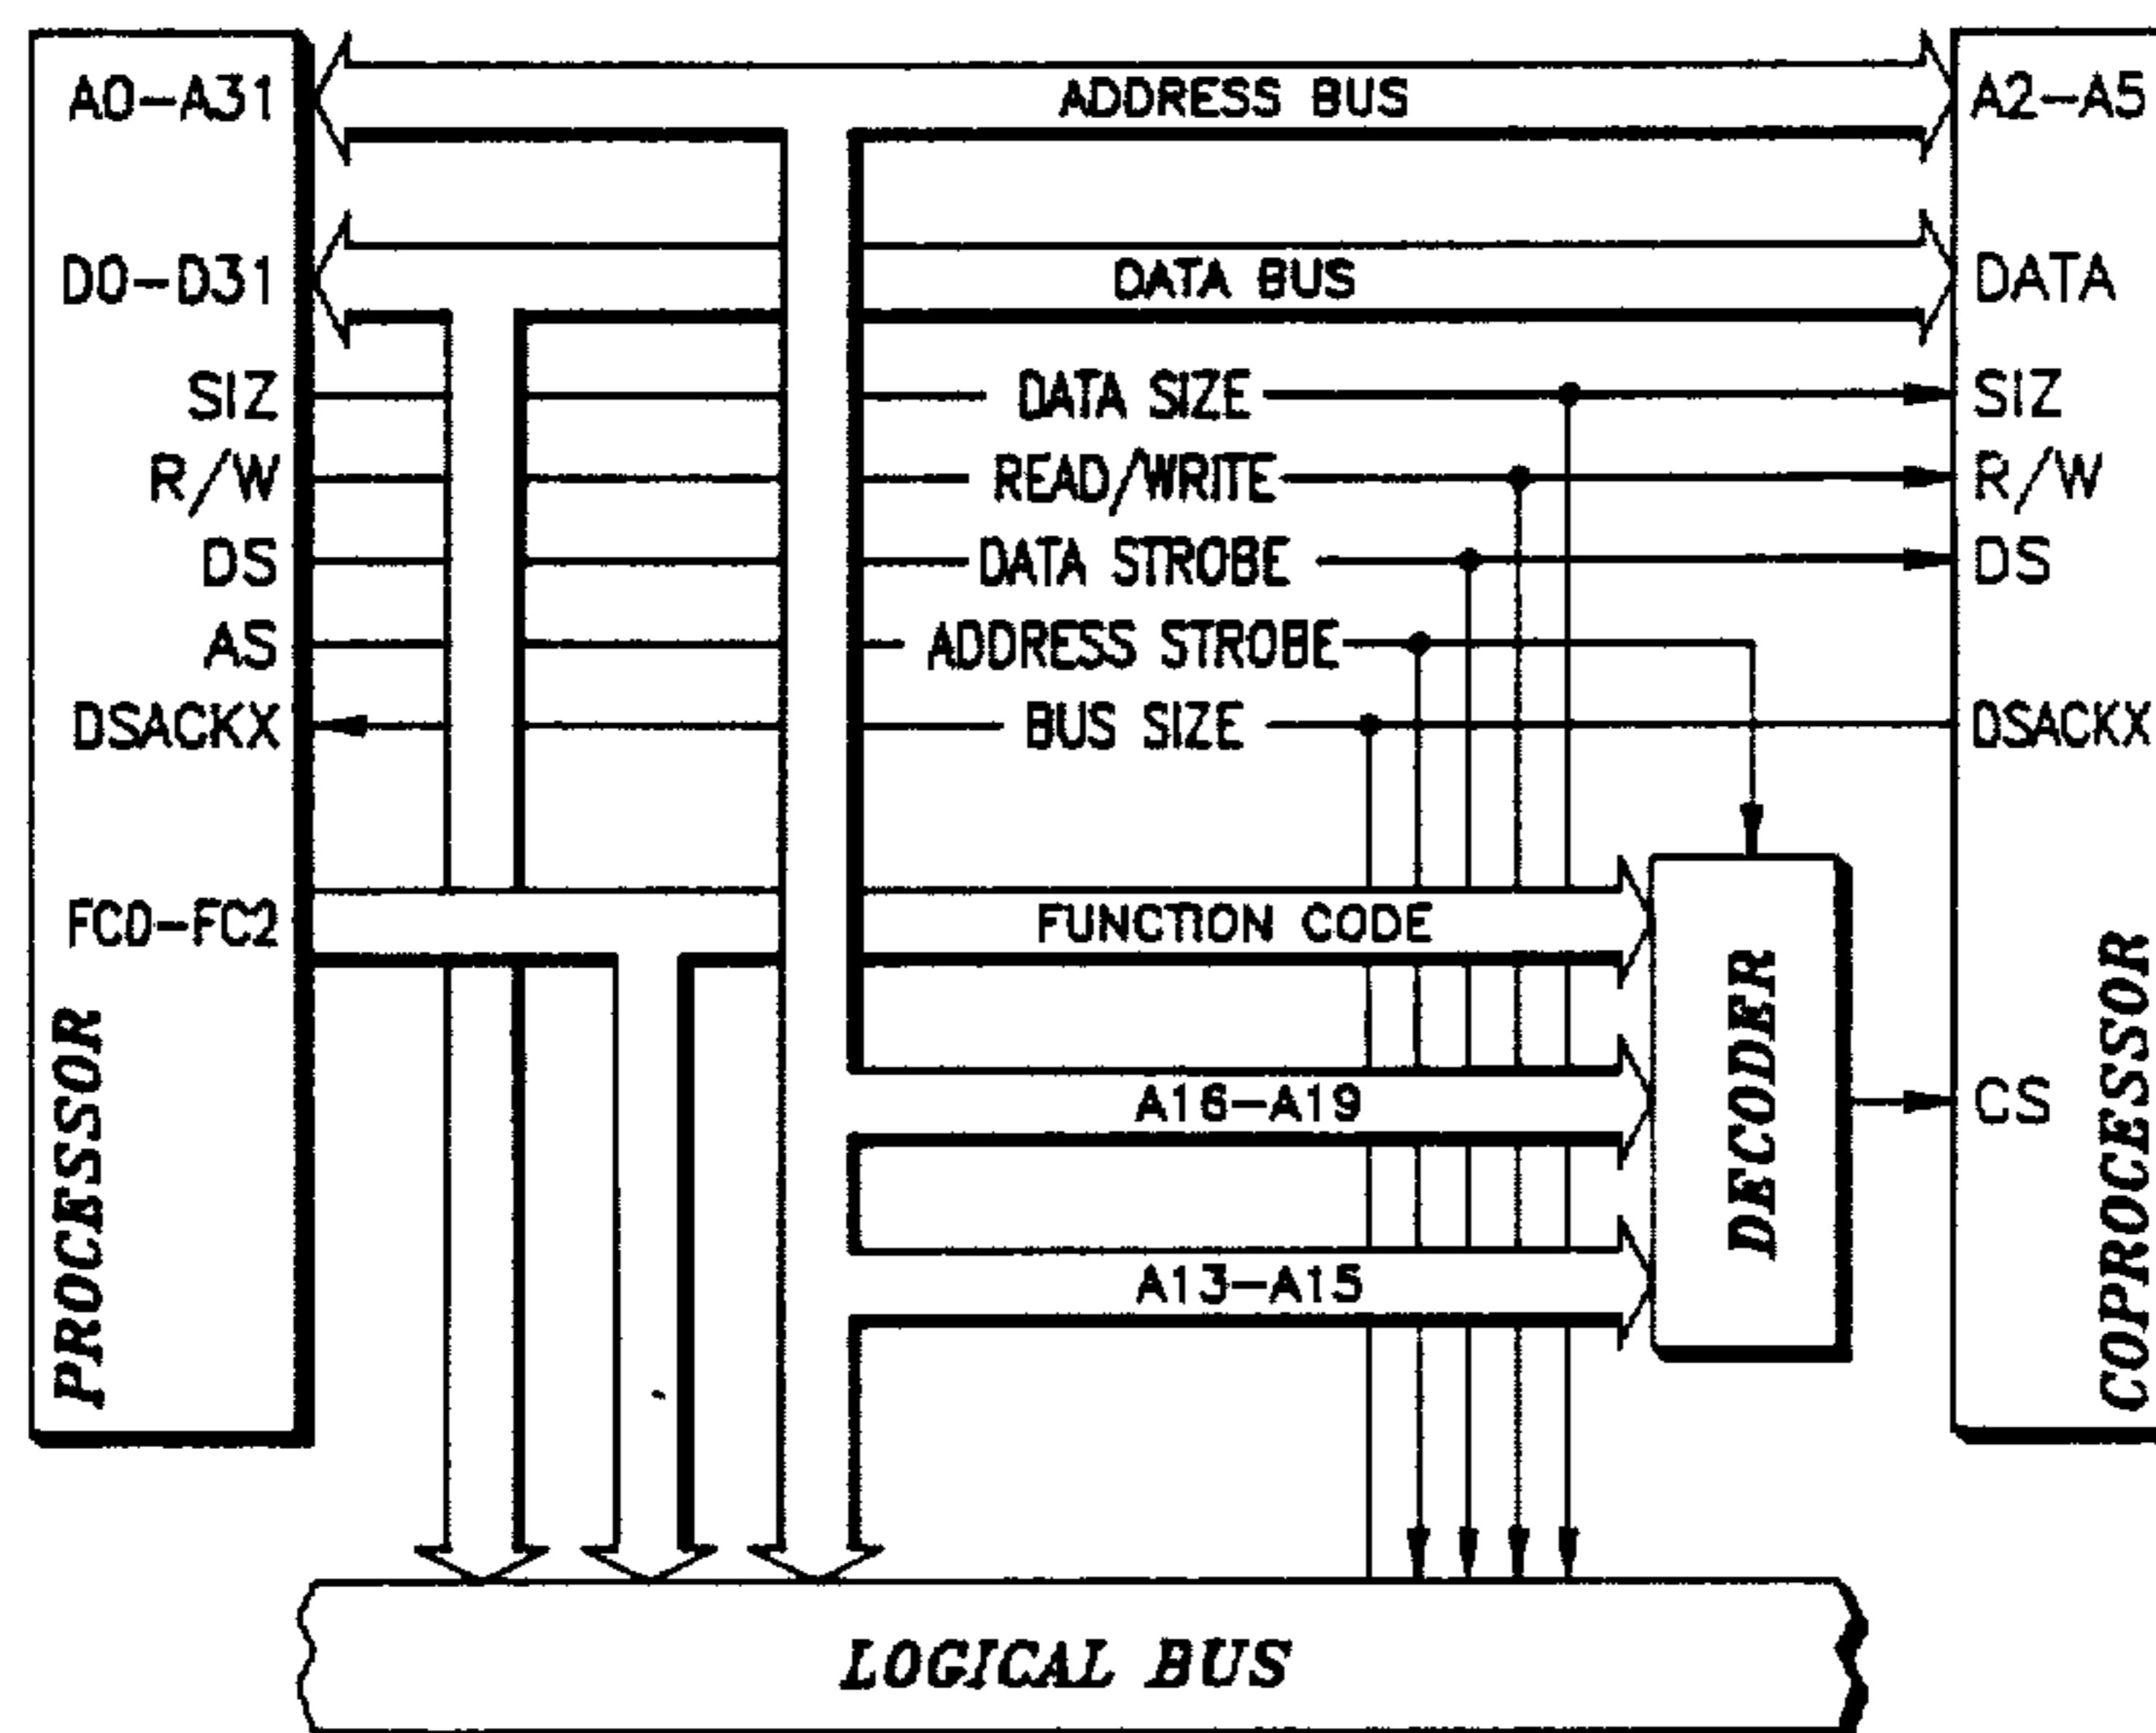 A0-A31
ADDRESS BUS
A2-A5
D0-D31
DATA BUS
DATA
SIZ
DATA SIZE
SIZ
R/W
READ/WRITE
R/W
DS
DATA STROBE
DS
AS
ADDRESS STROBE
DSACKX
BUS SIZE
DSACKX
FC0-FC2
FUNCTION CODE
A16-A19
CS
A13-A15
PROCESSOR
DECODER
COPROCESSOR
LOGICAL BUS